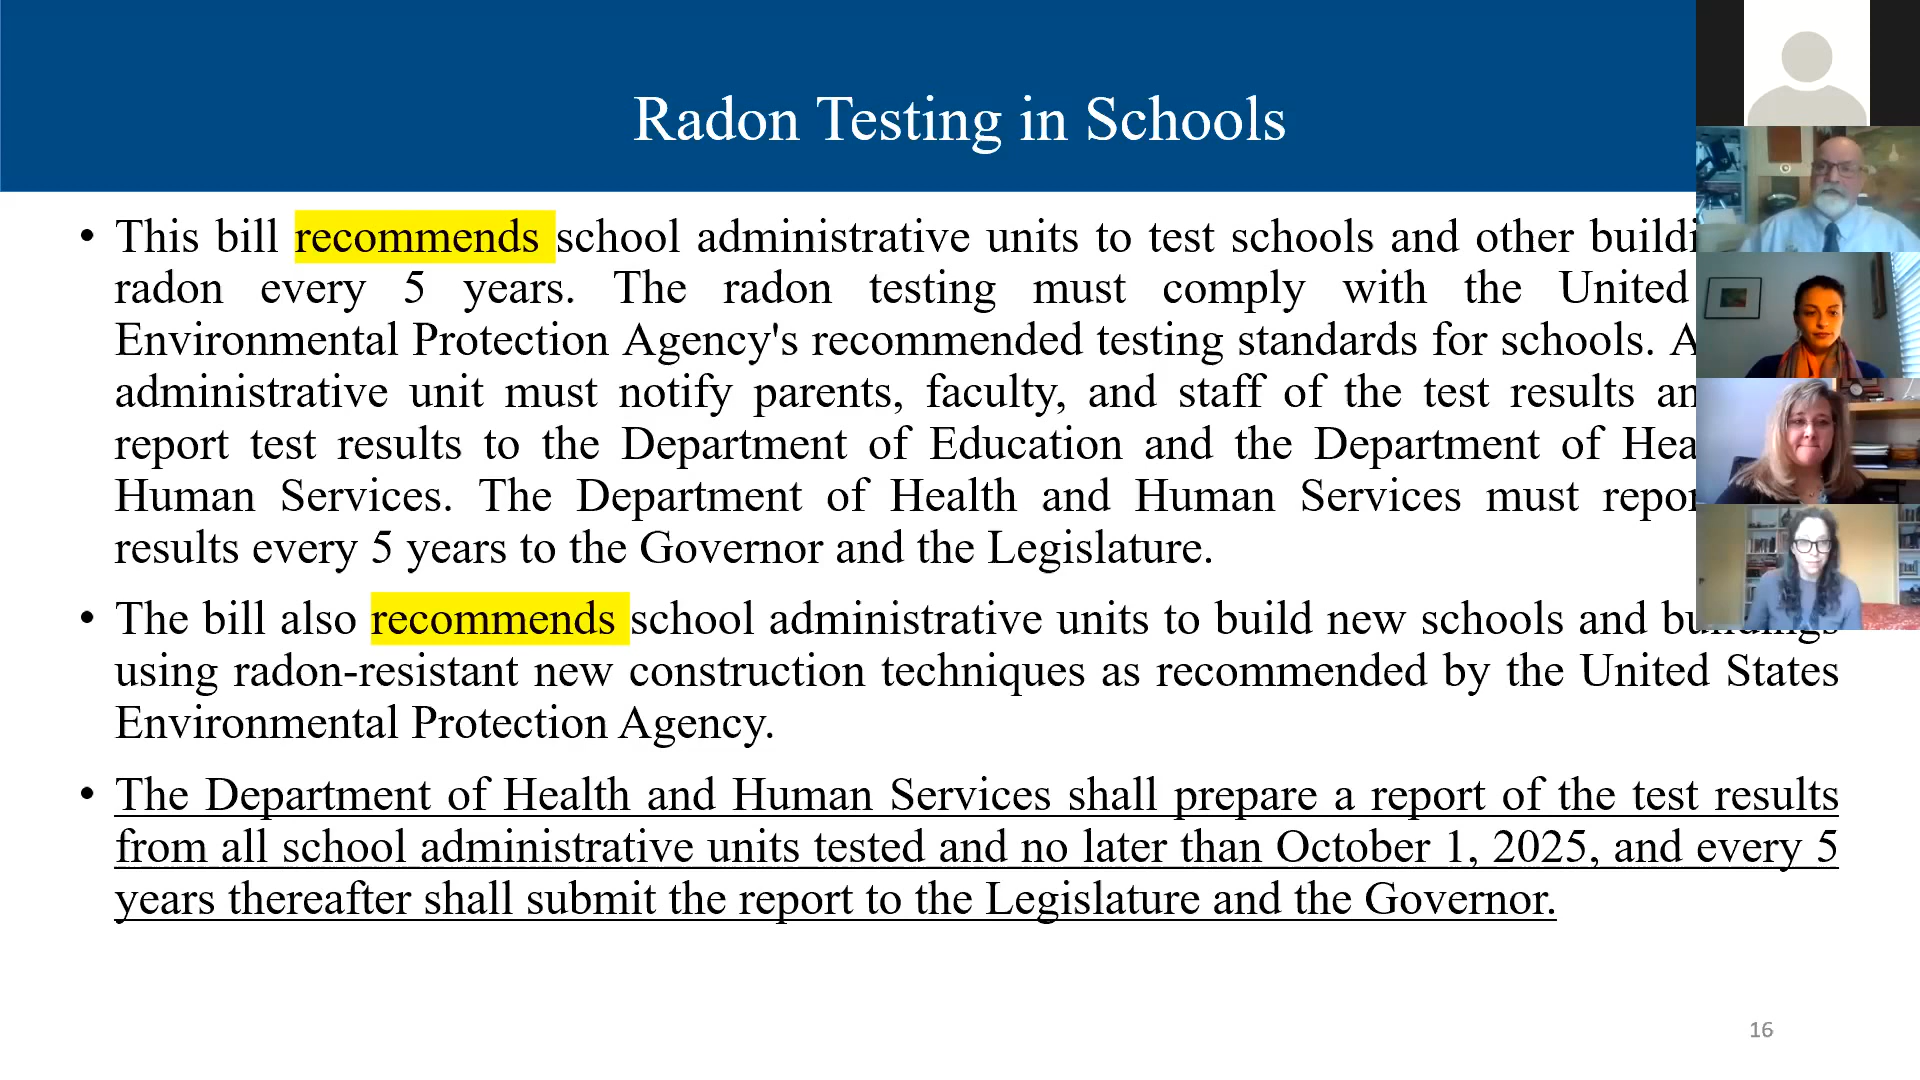 Radon Testing in Schools
• This bill recommends school administrative units to test schools and other
radon every 5 years. The radon testing must comply with the United
Environmental Protection Agency's recommended testing standards for schools. A
administrative unit must notify parents, faculty, and staff of the test results
report test results to the Department of Education and the Department of
Human Services. The Department of Health and Human Services must
results every 5 years to the Governor and the Legislature.
• The bill also recommends school administrative units to build new schools and buildings
using radon-resistant new construction techniques as recommended by the United States
Environmental Protection Agency.
• The Department of Health and Human Services shall prepare a report of the test results
from all school administrative units tested and no later than October 1, 2025, and every 5
years thereafter shall submit the report to the Legislature and the Governor.
16